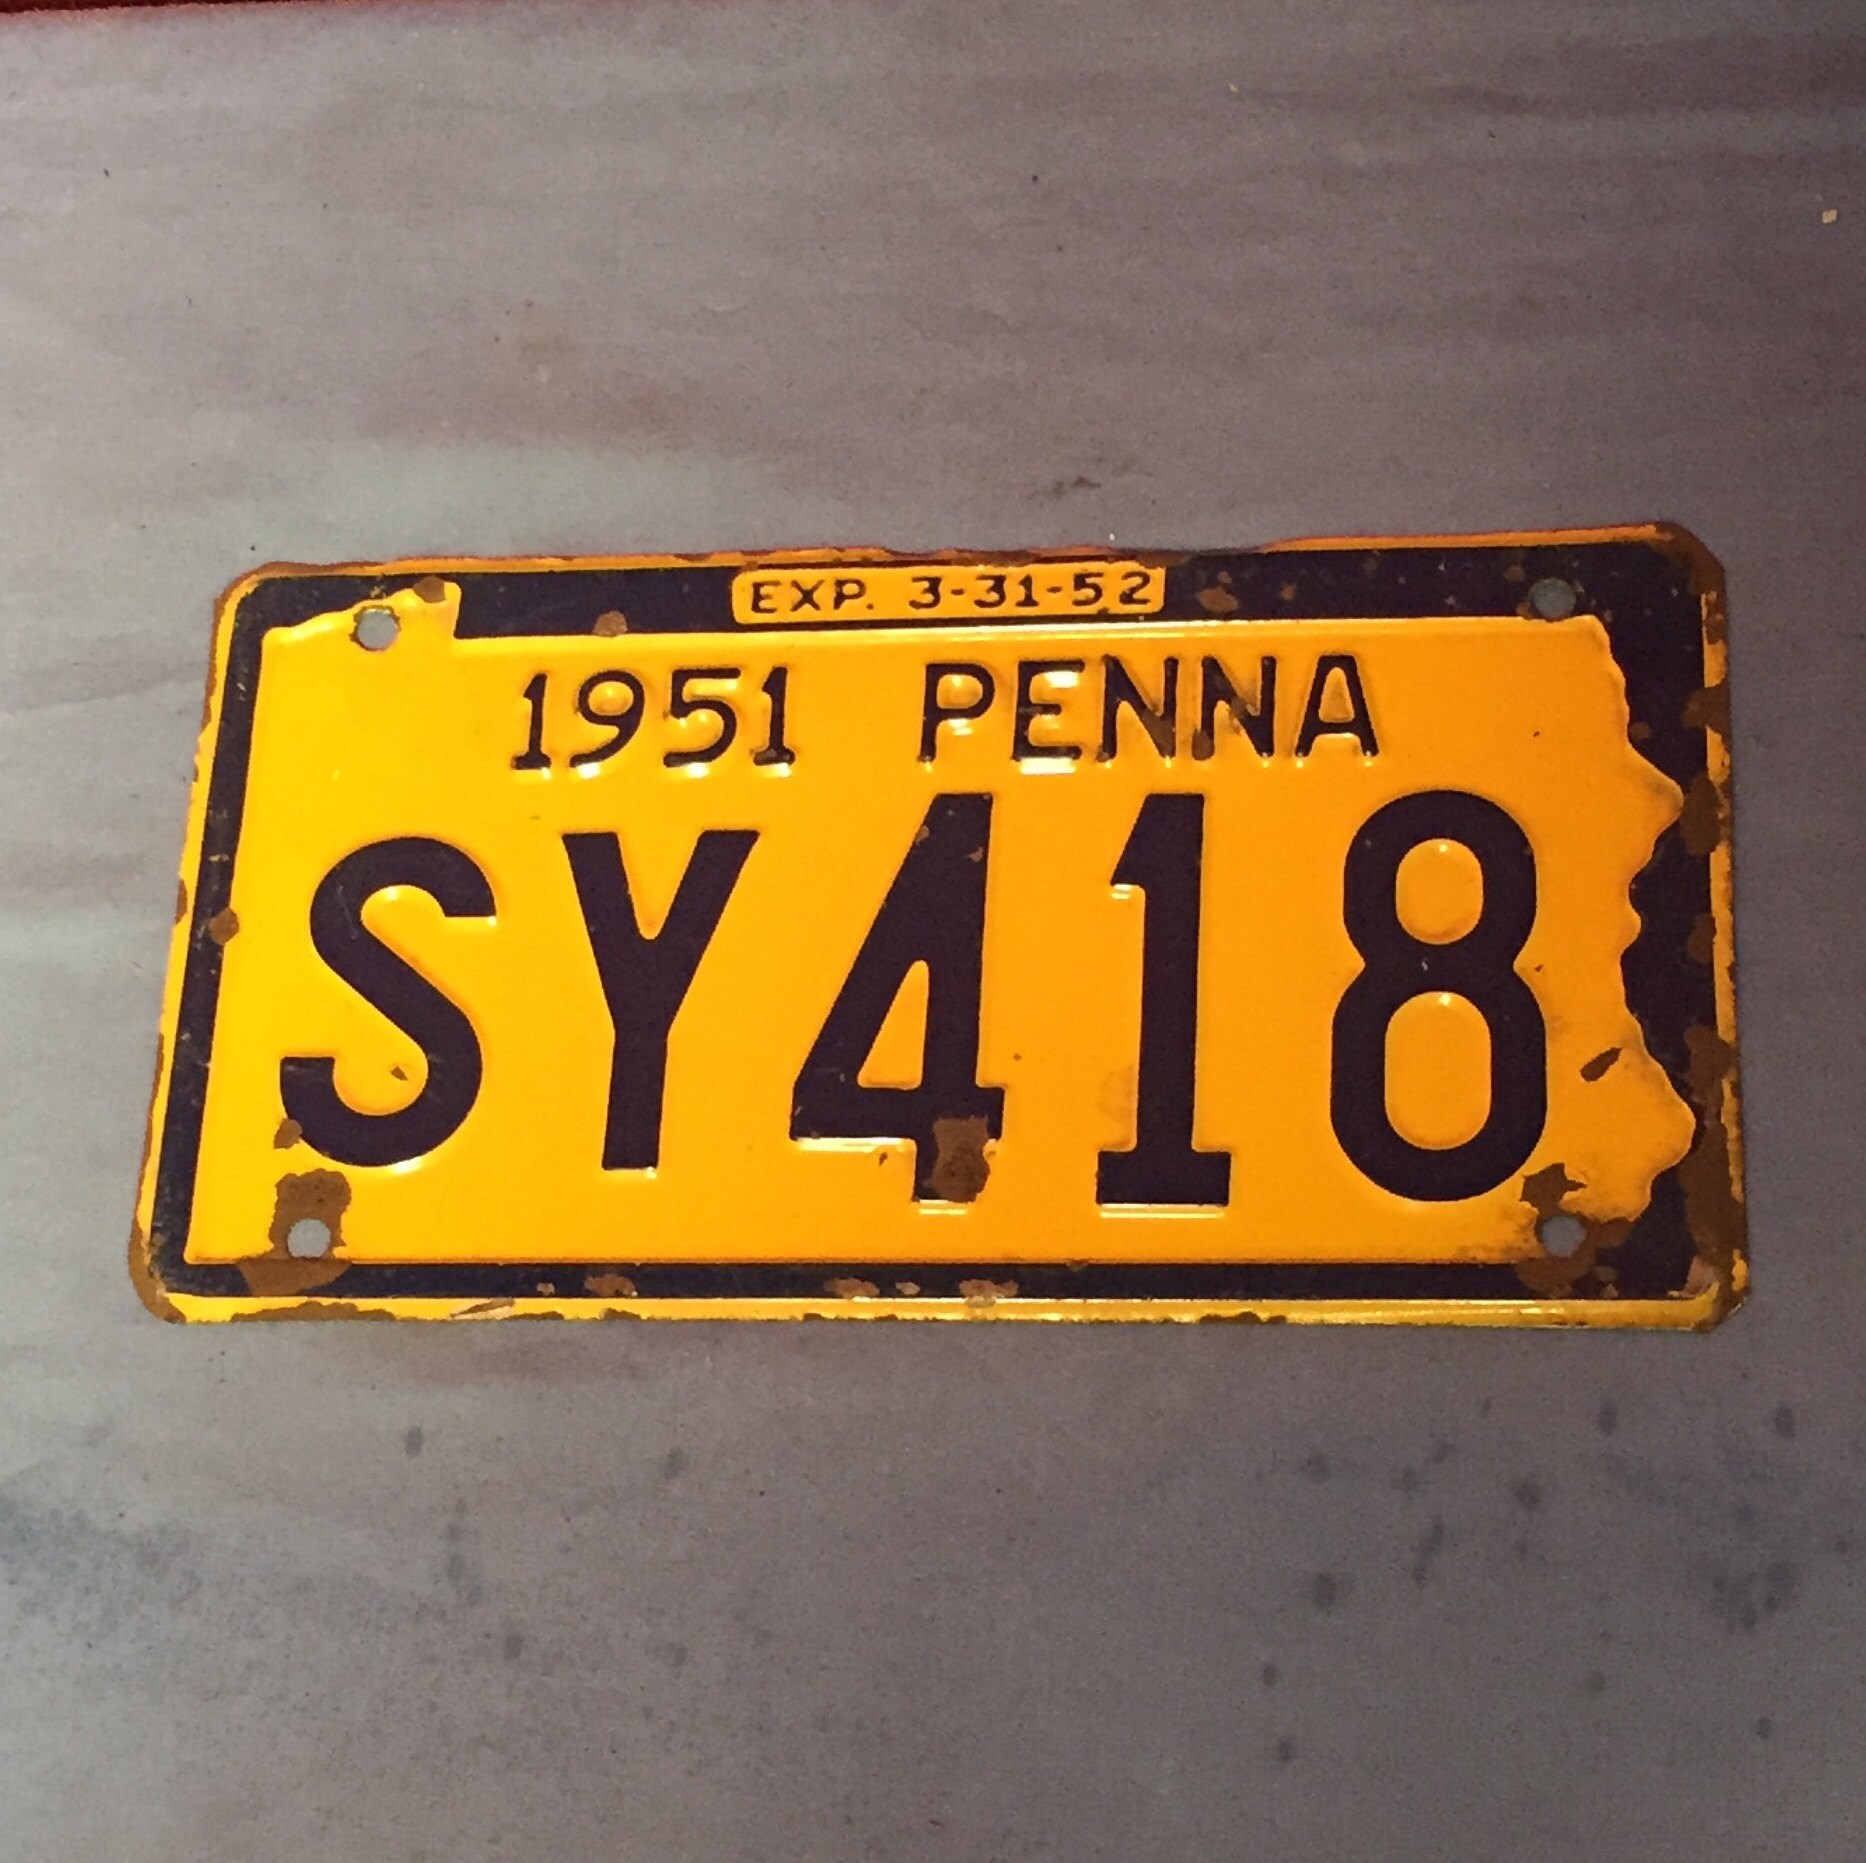 EXP. 3-31-52
1951 PENNA
SY418